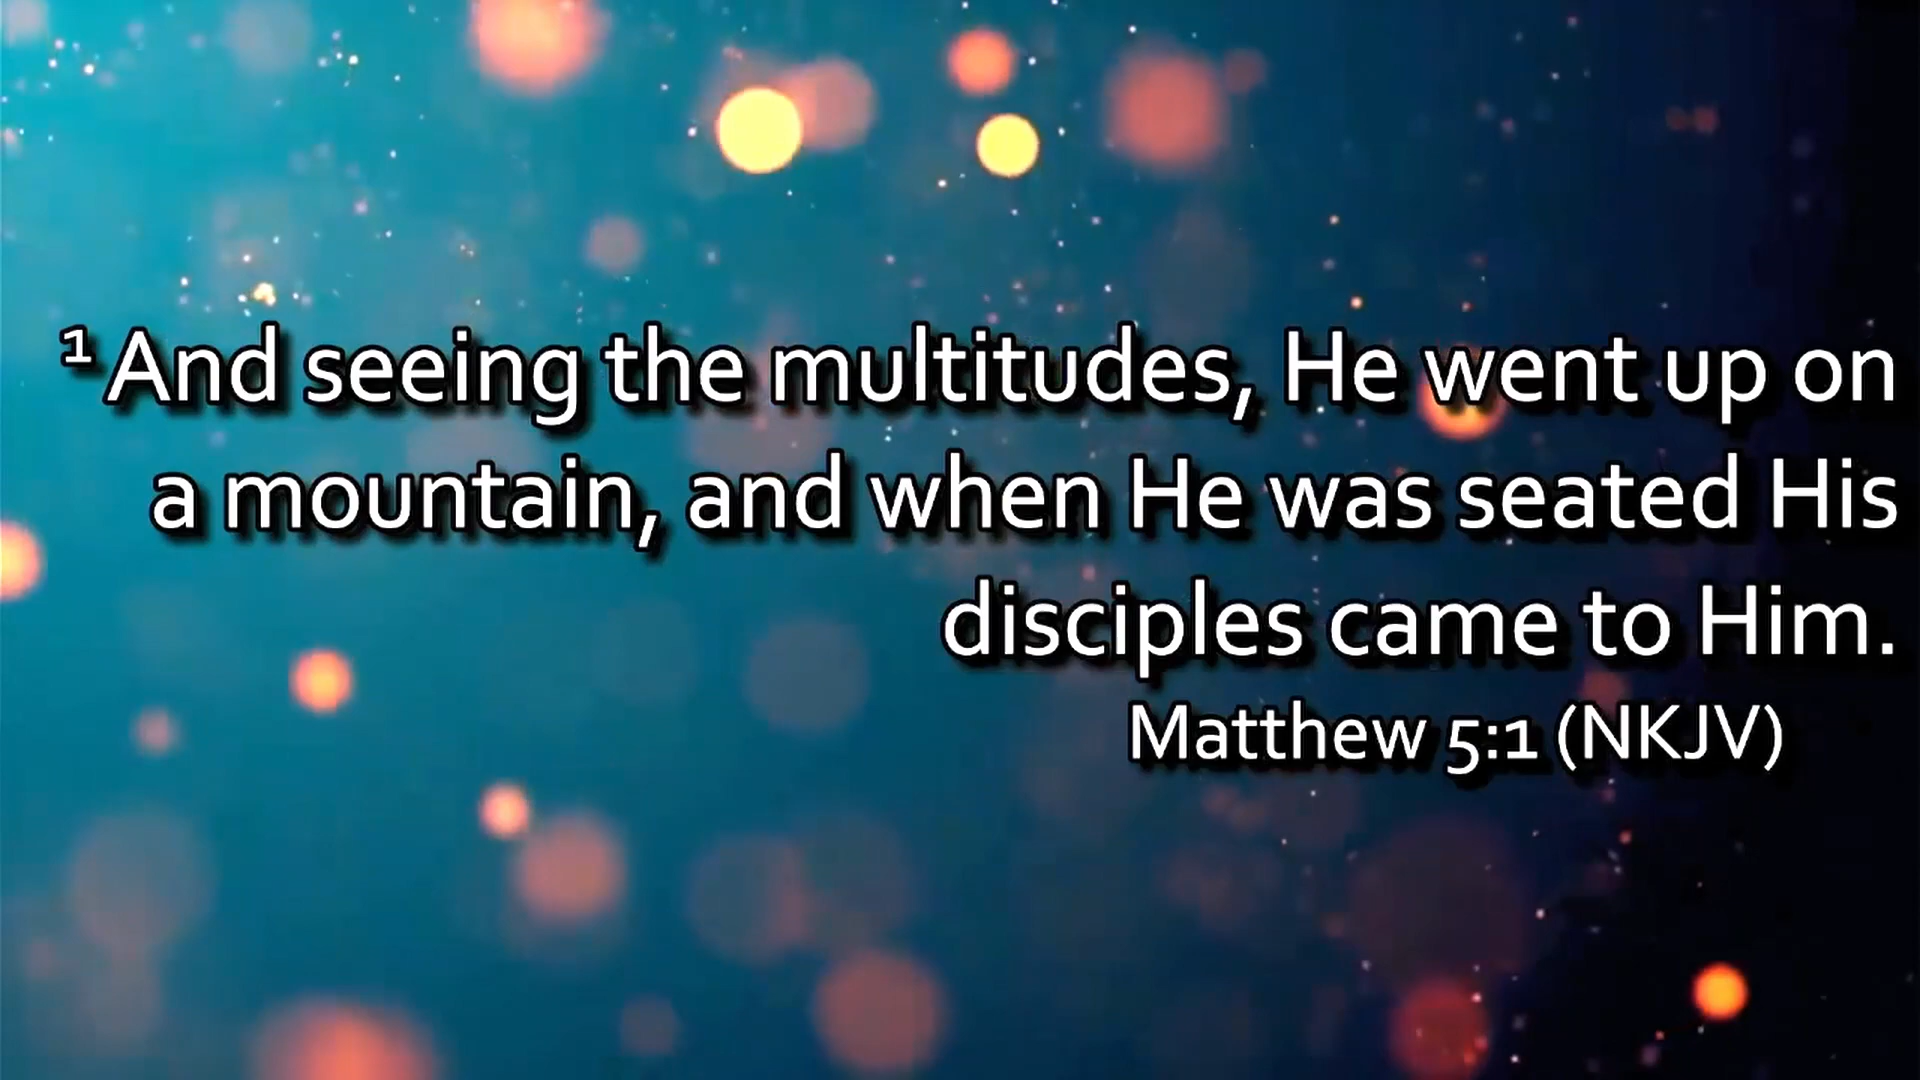 ¹ And seeing the multitudes, He went up on
a mountain, and when He was seated His
disciples came to Him.
Matthew 5:1 (NKJV)